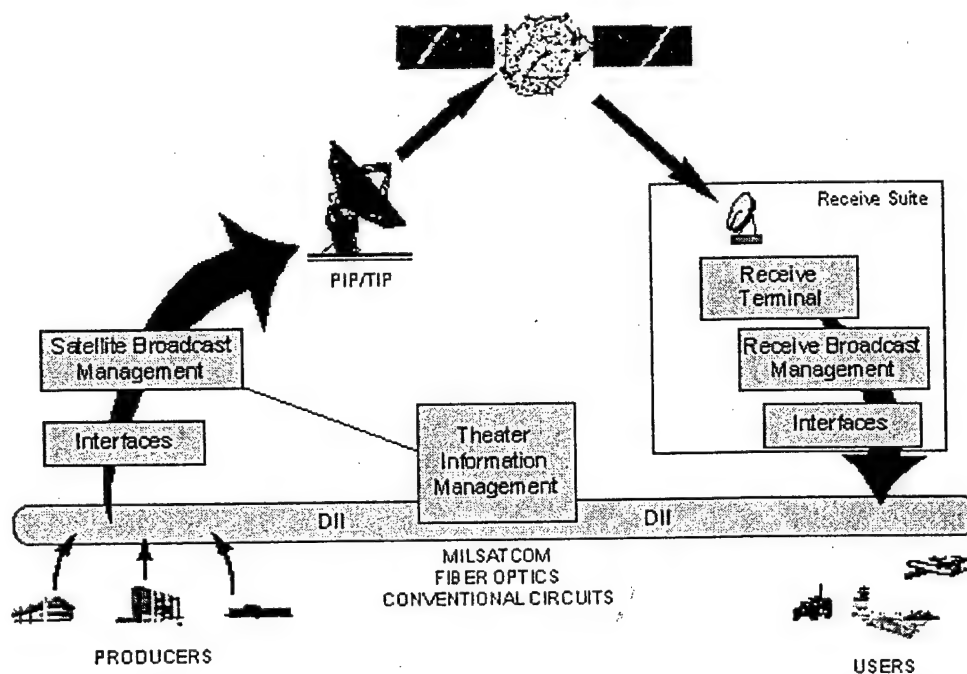 Receive Suite
PIP/TIP
Receive
Terminal
Satellite Broadcast
Management
Receive Broadcast
Management
Interfaces
Theater
Information
Management
Interfaces
DII
DII
MILSATCOM
FIBER OPTICS
CONVENTIONAL CIRCUITS
PRODUCERS
USERS